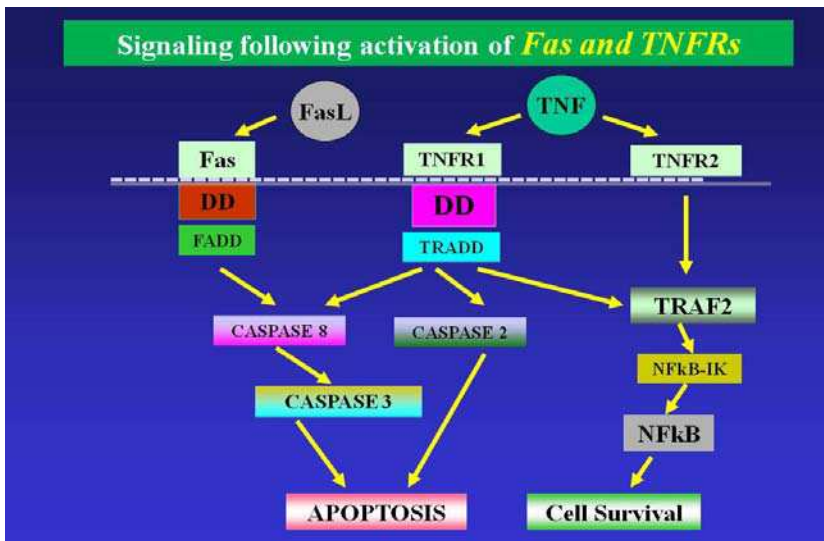 Signaling following activation of Fas and TNFRs
FasL
TNF
Fas
TNFR1
TNFR2
DD
DD
FADD
TRADD
TRAF2
CASPASE 8
CASPASE 2
NFkB-IK
CASPASE 3
NFkB
APOPTOSIS
Cell Survival